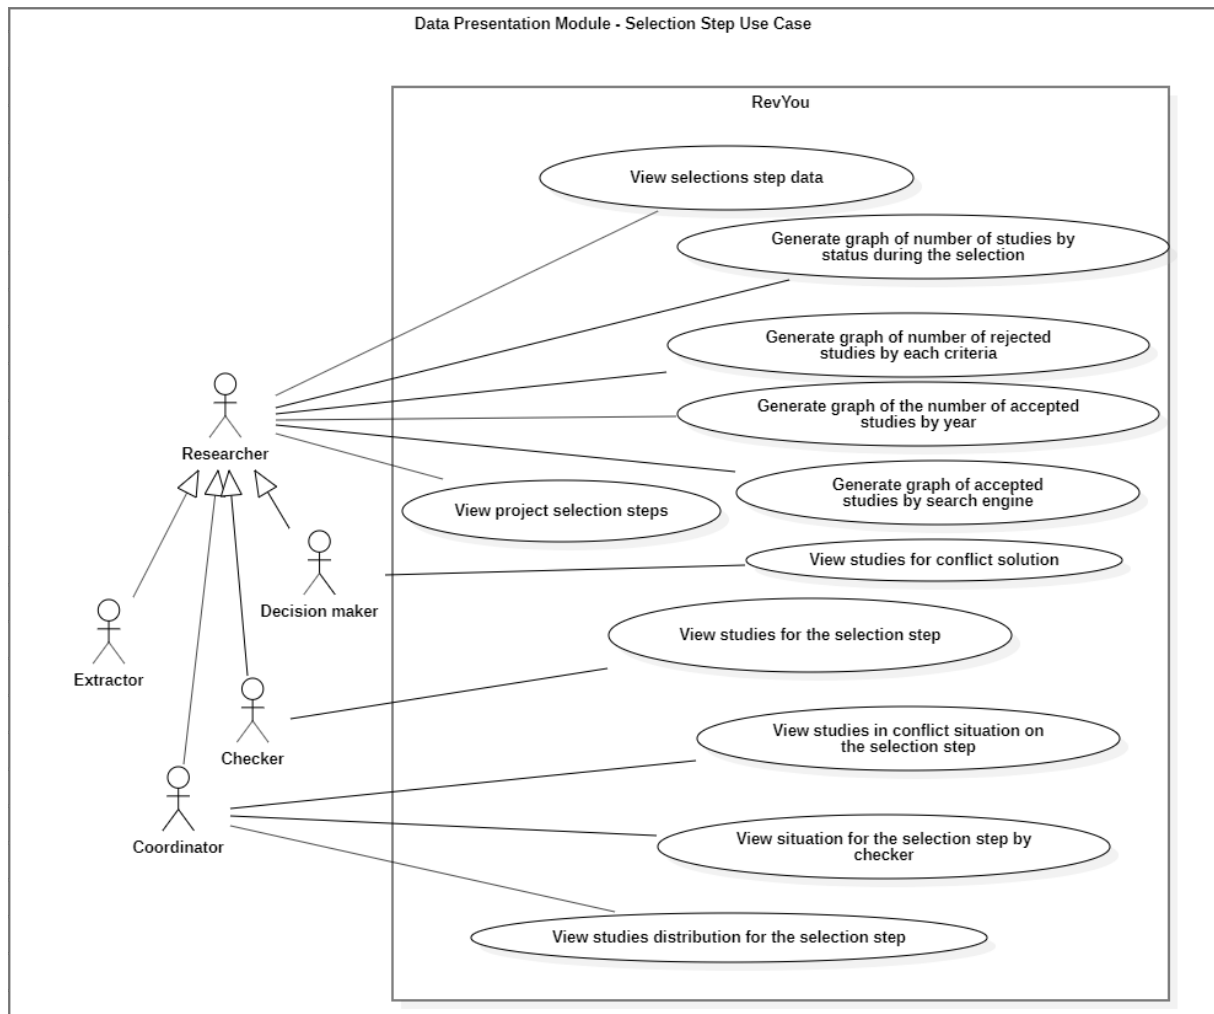 Data Presentation Module - Selection Step Use Case
RevYou
View selections step data
Generate graph of number of studies by
status during the selection
Generate graph of number of rejected
studies by each criteria
Generate graph of the number of accepted
studies by year
Researcher
Generate graph of accepted
studies by search engine
View project selection steps
View studies for conflict solution
Decision maker
View studies for the selection step
Extractor
View studies in conflict situation on
the selection step
Checker
View situation for the selection step by
checker
Coordinator
View studies distribution for the selection step